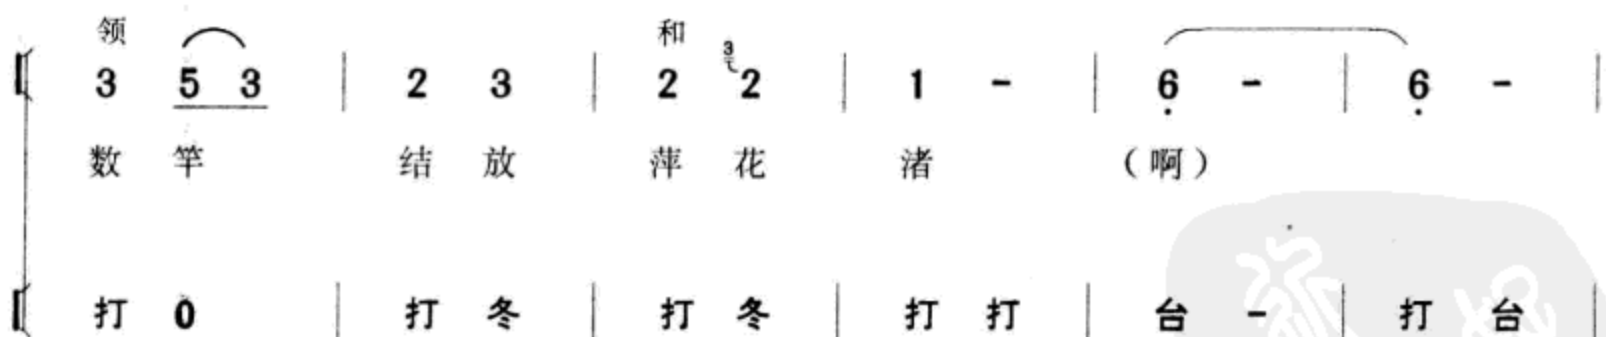 领 和
3 5 3 | 2 3 | 2 3 2 | 1 - | 6 - | 6 - |
数 竿 结 放 萍 花 渚 （啊）
打 0 | 打 冬 | 打 冬 | 打 打 | 台 - | 打 台 |